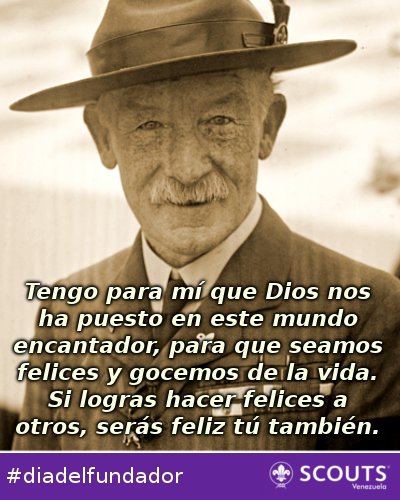 Tengo para mí que Dios nos
ha puesto en este mundo
encantador, para que seamos
felices y gocemos de la vida.
Si logras hacer felices a
otros, serás feliz tú también.
#diadelfundador
SCOUTS
Venezuela